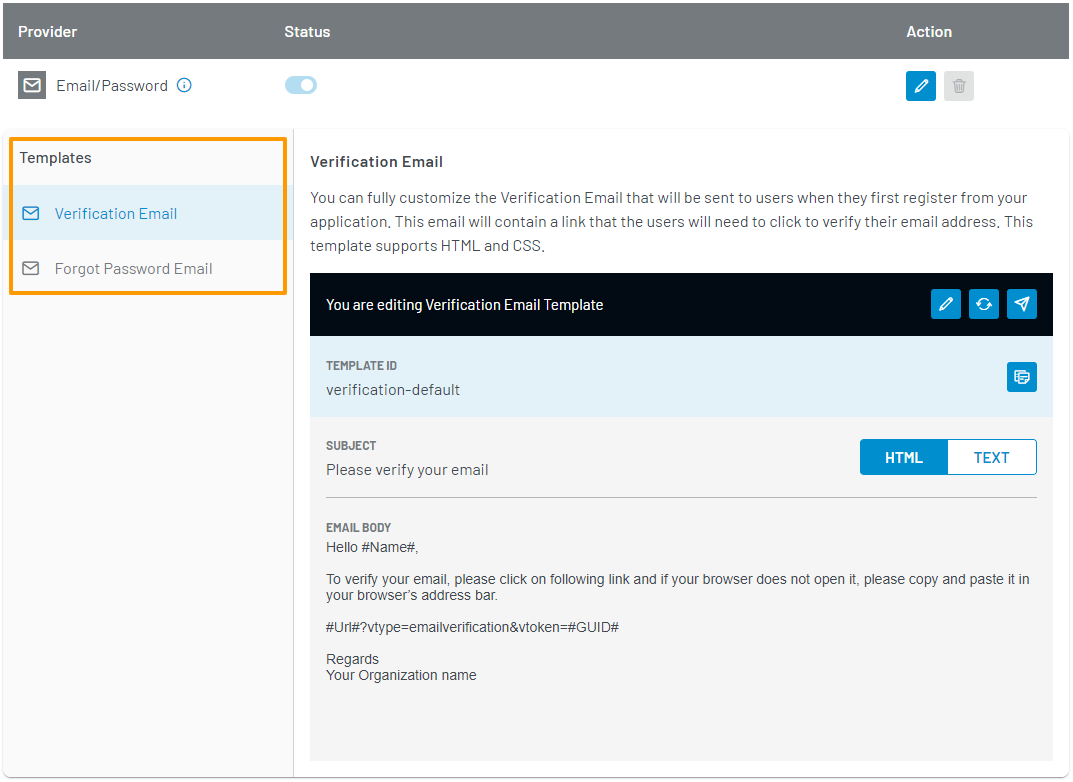 Provider Status Action
Email/Password
Templates
Verification Email
Forgot Password Email
Verification Email
You can fully customize the Verification Email that will be sent to users when they first register from your
application. This email will contain a link that the users will need to click to verify their email address. This
template supports HTML and CSS.
You are editing Verification Email Template
TEMPLATE ID
verification-default
SUBJECT
Please verify your email
HTML TEXT
EMAIL BODY
Hello #Name#,
To verify your email, please click on following link and if your browser does not open it, please copy and paste it in
your browser's address bar.
#Url#?vtype=emailverification&vtoken=#GUID#
Regards
Your Organization name